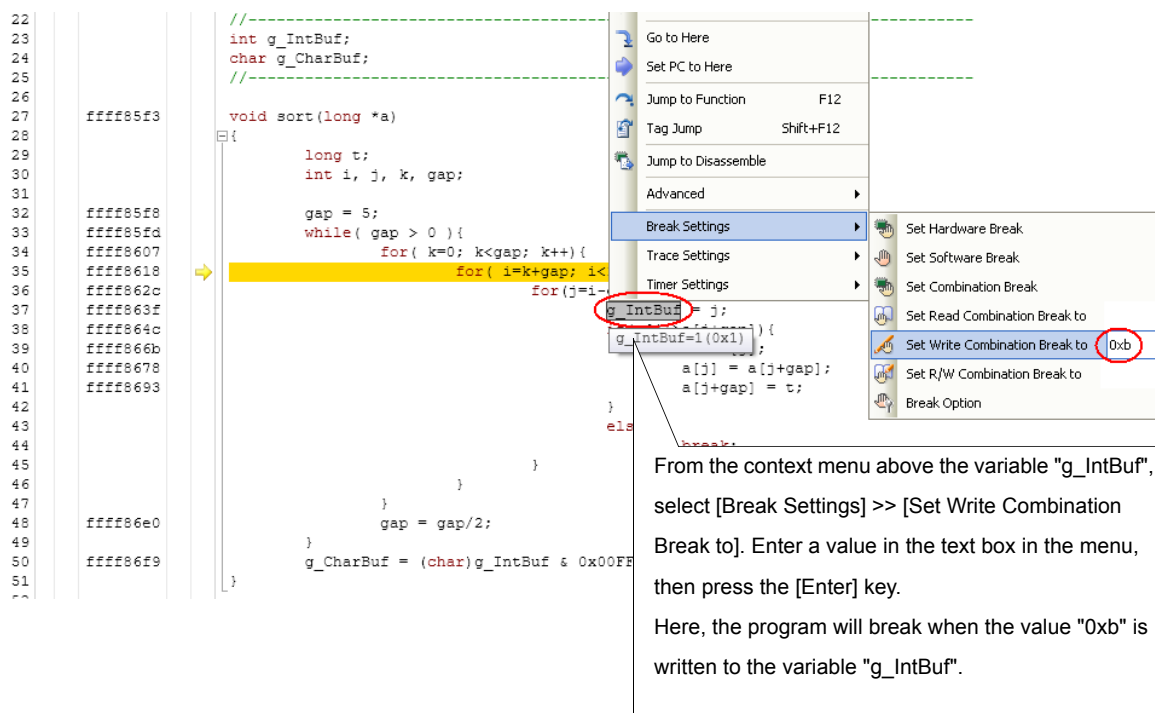 22 //------------------------------------------------
23 int g_IntBuf;
24 char g_CharBuf;
25 //------------------------------------------------
26
27 ffff85f3 void sort(long *a)
28 {
29 long t;
30 int i, j, k, gap;
31
32 ffff85f8 gap = 5;
33 ffff85fd while( gap > 0 ){
34 ffff8607 for( k=0; k<gap; k++){
35 ffff8618 for( i=k+gap; i<
36 ffff862c for(j=i-
37 ffff863f g_IntBuf = j;
38 ffff864c ){
39 ffff866b ;
40 ffff8678 a[j] = a[j+gap];
41 ffff8693 a[j+gap] = t;
42 }
43 els
44 break;
45 }
46 }
47 }
48 ffff86e0 gap = gap/2;
49 }
50 ffff86f9 g_CharBuf = (char)g_IntBuf & 0x00FF
51 }
g_IntBuf=1(0x1)
Go to Here
Set PC to Here
Jump to Function F12
Tag Jump Shift+F12
Jump to Disassemble
Advanced
Break Settings
Trace Settings
Timer Settings
Set Hardware Break
Set Software Break
Set Combination Break
Set Read Combination Break to
Set Write Combination Break to 0xb
Set R/W Combination Break to
Break Option
From the context menu above the variable "g_IntBuf",
select [Break Settings] >> [Set Write Combination
Break to]. Enter a value in the text box in the menu,
then press the [Enter] key.
Here, the program will break when the value "0xb" is
written to the variable "g_IntBuf".